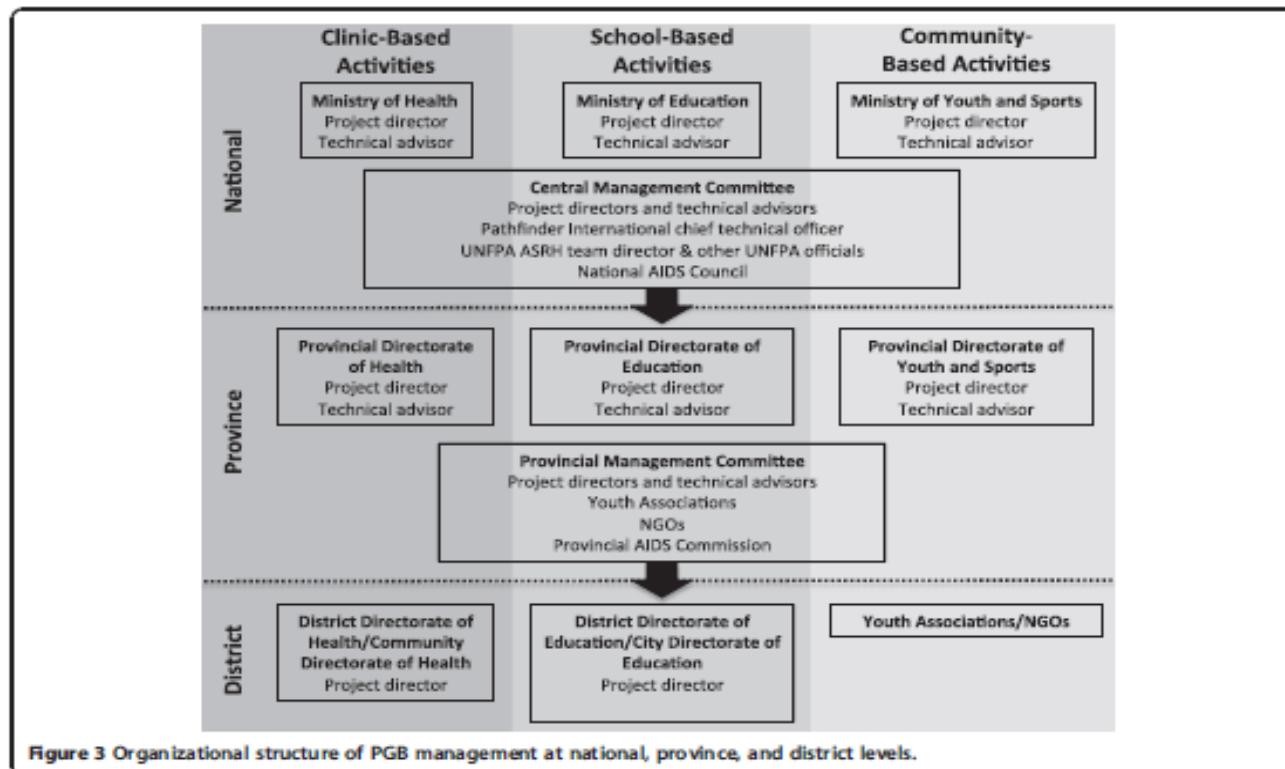 Clinic-Based
Activities
School-Based
Activities
Community-
Based Activities
National
Ministry of Health
Project director
Technical advisor
Ministry of Education
Project director
Technical advisor
Ministry of Youth and Sports
Project director
Technical advisor
Central Management Committee
Project directors and technical advisors
Pathfinder International chief technical officer
UNFPA ASRH team director & other UNFPA officials
National AIDS Council
Province
Provincial Directorate
of Health
Project director
Technical advisor
Provincial Directorate of
Education
Project director
Technical advisor
Provincial Directorate of
Youth and Sports
Project director
Technical advisor
Provincial Management Committee
Project directors and technical advisors
Youth Associations
NGOs
Provincial AIDS Commission
District
District Directorate of
Health/Community
Directorate of Health
Project director
District Directorate of
Education/City Directorate of
Education
Project director
Youth Associations/NGOs
Figure 3 Organizational structure of PGB management at national, province, and district levels.